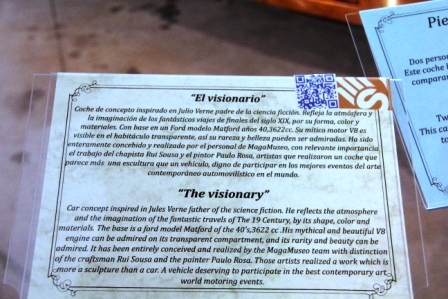 "El visionario"
Coche de concepto inspirado en Julio Verne padre de la ciencia ficción. Refleja la atmósfera y
la imaginación de los fantásticos viajes de finales del siglo XIX, por su forma, color y
materiales. Con base en un Ford modelo Matford años 40,3622cc. Su mítica motor V8 es
visible en el habitáculo transparente, así su rareza y belleza pueden ser admiradas. Ha sido
enteramente concebido y realizado por el personal de MagaMuseo, con relevante importancia
el trabajo del chapista Rui Sousa y el pintor Paulo Rosa, artistas que realizaron un coche que
parece más una escultura que un vehículo, digno de participar en los mejores eventos del arte
contemporáneo automovilístico en el mundo.
"The visionary"
Car concept inspired in Jules Verne father of the science fiction. He reflects the atmosphere
and the imagination of the fantastic travels of The 19 Century, by its shape, color and
materials. The base is a ford model Matford of the 40's,3622 cc .His mythical and beautiful V8
engine can be admired on its transparent compartment, and its rarity and beauty can be
admired. It has been entirely conceived and realized by the MagaMuseo team with distinction
of the craftsman Rui Sousa and the painter Paulo Rosa. Those artists realized a work which is
more a sculpture than a car. A vehicle deserving to participate in the best contemporary art
world motoring events.
Pie
Dos perso
Este coche
compara
Tw
This ca